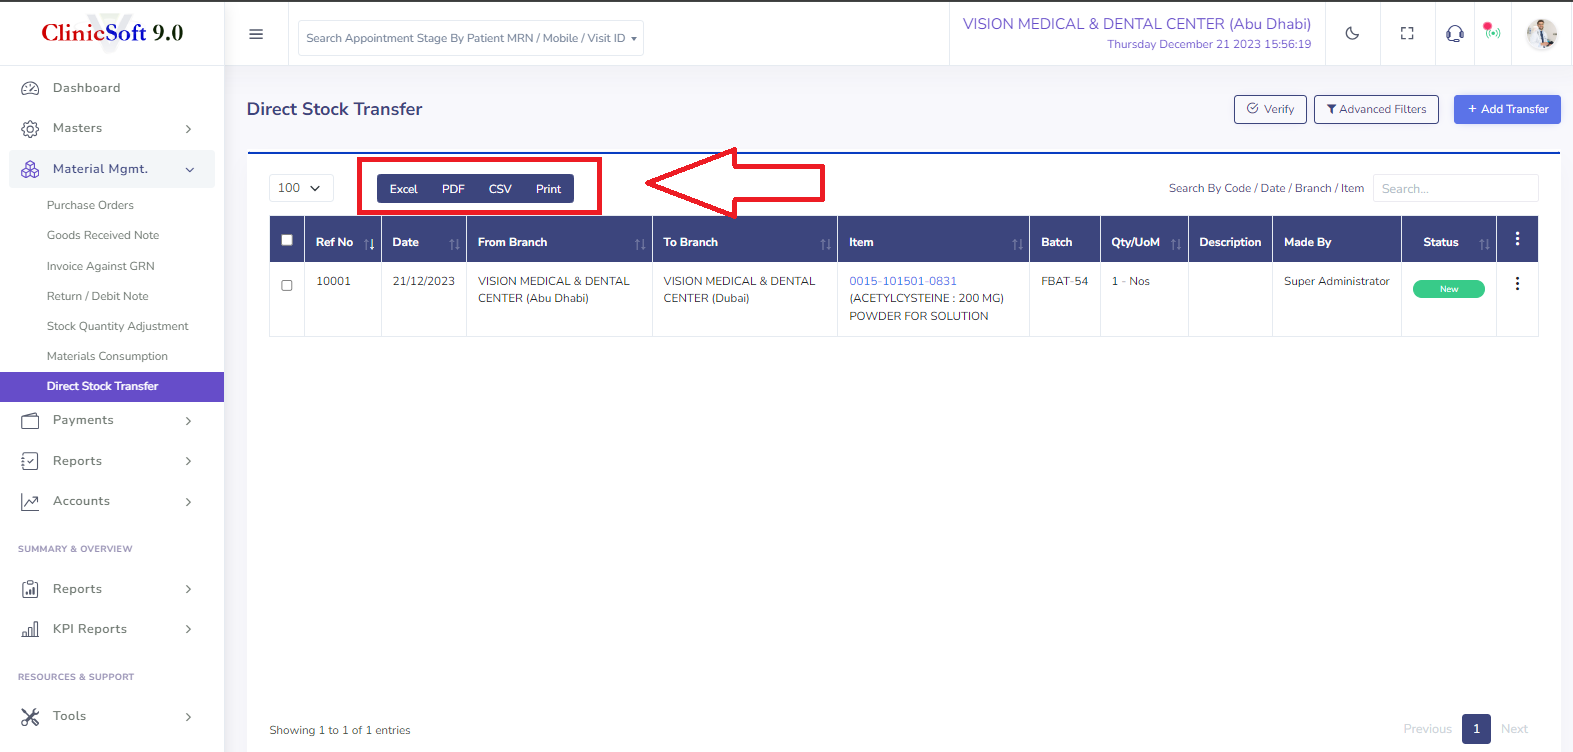 ClinicSoft 9.0
Search Appointment Stage By Patient MRN / Mobile / Visit ID
VISION MEDICAL & DENTAL CENTER (Abu Dhabi)
Thursday December 21 2023 15:56:19
Dashboard
Masters
Material Mgmt.
Purchase Orders
Goods Received Note
Invoice Against GRN
Return / Debit Note
Stock Quantity Adjustment
Materials Consumption
Direct Stock Transfer
Payments
Reports
Accounts
SUMMARY & OVERVIEW
Reports
KPI Reports
RESOURCES & SUPPORT
Tools
Direct Stock Transfer
Verify
Advanced Filters
+ Add Transfer
100
Excel PDF CSV Print
Search By Code / Date / Branch / Item
Search...
Ref No Date From Branch To Branch Item Batch Qty/UoM Description Made By Status
10001 21/12/2023 VISION MEDICAL & DENTAL VISION MEDICAL & DENTAL 0015-101501-0831 FBAT-54 1 - Nos Super Administrator New
CENTER (Abu Dhabi) CENTER (Dubai) (ACETYLCYSTEINE : 200 MG)
POWDER FOR SOLUTION
Showing 1 to 1 of 1 entries
Previous 1 Next